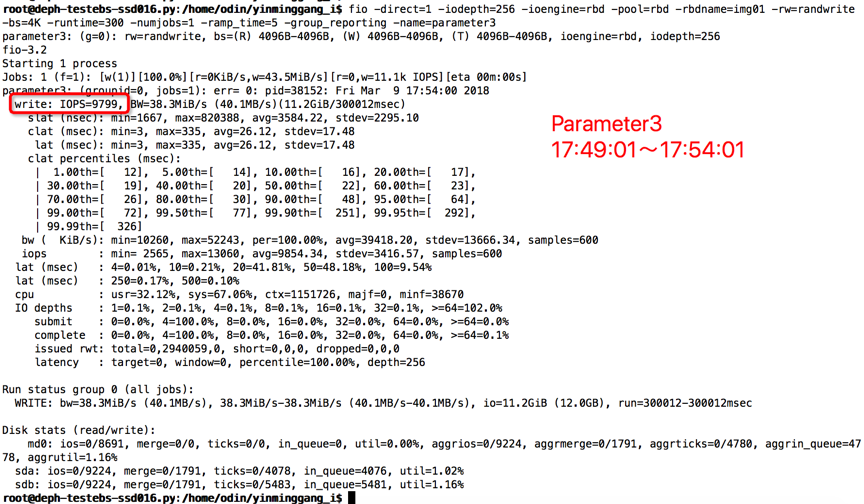 root@deph-testebs-ssd016.py:/home/odin/yinminggang_i$ fio -direct=1 -iodepth=256 -ioengine=rbd -pool=rbd -rbdname=img01 -rw=randwrite
-bs=4K -runtime=300 -numjobs=1 -ramp_time=5 -group_reporting -name=parameter3
parameter3: (g=0): rw=randwrite, bs=(R) 4096B-4096B, (W) 4096B-4096B, (T) 4096B-4096B, ioengine=rbd, iodepth=256
fio-3.2
Starting 1 process
Jobs: 1 (f=1): [w(1)][100.0%][r=0KiB/s,w=43.5MiB/s][r=0,w=11.1k IOPS][eta 00m:00s]
parameter3: (groupid=0, jobs=1): err= 0: pid=38152: Fri Mar  9 17:54:00 2018
write: IOPS=9799, BW=38.3MiB/s (40.1MB/s)(11.2GiB/300012msec)
slat (nsec): min=1667, max=820388, avg=3584.22, stdev=2295.10
clat (msec): min=3, max=335, avg=26.12, stdev=17.48
lat (msec): min=3, max=335, avg=26.12, stdev=17.48
clat percentiles (msec):
|  1.00th=[   12],  5.00th=[   14], 10.00th=[   16], 20.00th=[   17],
| 30.00th=[   19], 40.00th=[   20], 50.00th=[   22], 60.00th=[   23],
| 70.00th=[   26], 80.00th=[   30], 90.00th=[   48], 95.00th=[   64],
| 99.00th=[   72], 99.50th=[   77], 99.90th=[  251], 99.95th=[  292],
| 99.99th=[  326]
bw (  KiB/s): min=10260, max=52243, per=100.00%, avg=39418.20, stdev=13666.34, samples=600
iops        : min= 2565, max=13060, avg=9854.34, stdev=3416.57, samples=600
lat (msec)   : 4=0.01%, 10=0.21%, 20=41.81%, 50=48.18%, 100=9.54%
lat (msec)   : 250=0.17%, 500=0.10%
cpu          : usr=32.12%, sys=67.06%, ctx=1151726, majf=0, minf=38670
IO depths    : 1=0.1%, 2=0.1%, 4=0.1%, 8=0.1%, 16=0.1%, 32=0.1%, >=64=102.0%
submit    : 0=0.0%, 4=100.0%, 8=0.0%, 16=0.0%, 32=0.0%, 64=0.0%, >=64=0.0%
complete  : 0=0.0%, 4=100.0%, 8=0.0%, 16=0.0%, 32=0.0%, 64=0.0%, >=64=0.1%
issued rwt: total=0,2940059,0, short=0,0,0, dropped=0,0,0
latency   : target=0, window=0, percentile=100.00%, depth=256
Parameter3
17:49:01～17:54:01
Run status group 0 (all jobs):
WRITE: bw=38.3MiB/s (40.1MB/s), 38.3MiB/s-38.3MiB/s (40.1MB/s-40.1MB/s), io=11.2GiB (12.0GB), run=300012-300012msec
Disk stats (read/write):
md0: ios=0/8691, merge=0/0, ticks=0/0, in_queue=0, util=0.00%, aggrios=0/9224, aggrmerge=0/1791, aggrticks=0/4780, aggrin_queue=47
78, aggrutil=1.16%
sda: ios=0/9224, merge=0/1791, ticks=0/4078, in_queue=4076, util=1.02%
sdb: ios=0/9224, merge=0/1791, ticks=0/5483, in_queue=5481, util=1.16%
root@deph-testebs-ssd016.py:/home/odin/yinminggang_i$